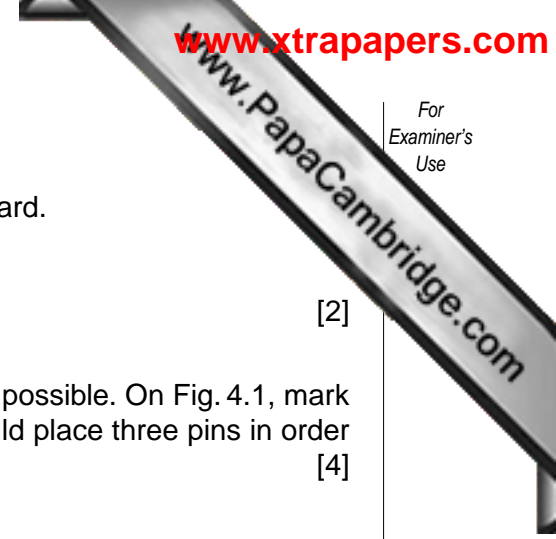 www.xtrapapers.com
www.PapaCambridge.com
For
Examiner's
Use
ard.
[2]
possible. On Fig. 4.1, mark
ld place three pins in order
[4]